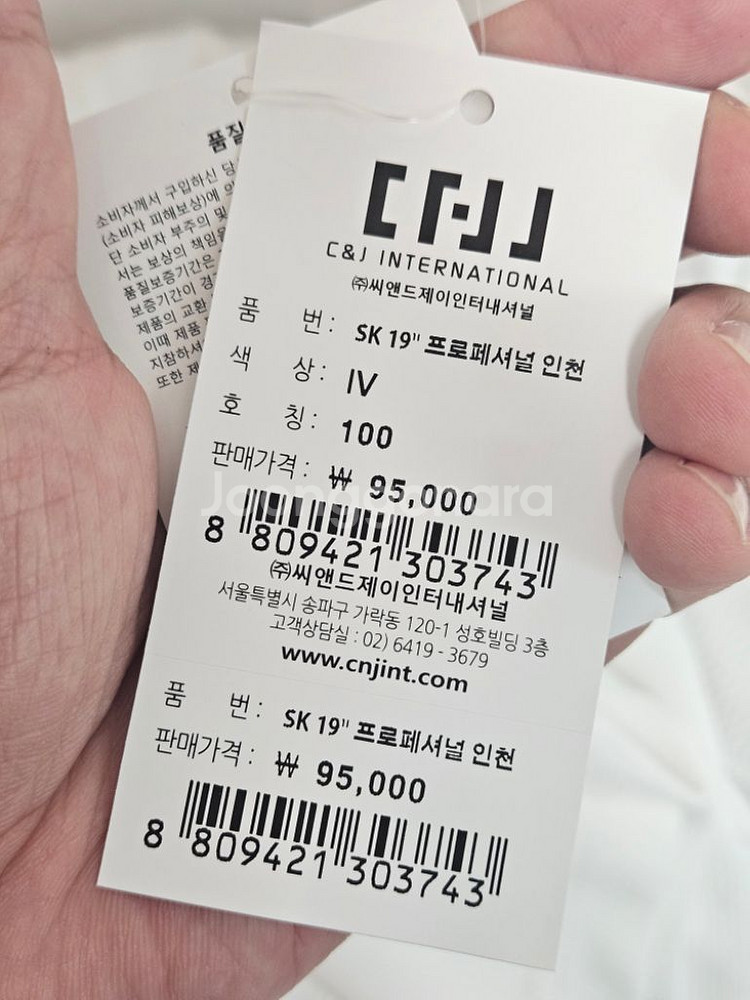 C&J
C&J INTERNATIONAL
㈜씨앤드제이인터내셔널
품 번 : SK 19" 프로페셔널 인천
색 상 : IV
호 칭 : 100
판매가격 : ₩ 95,000
Joonggonara
8 809421 303743
㈜씨앤드제이인터내셔널
서울특별시 송파구 가락동 120-1 성호빌딩 3층
고객상담실 : 02) 6419 - 3679
www.cnjint.com
품 번 : SK 19" 프로페셔널 인천
판매가격 : ₩ 95,000
8 809421 303743
품질
소비자께서 구입하신 당
(소비자 피해보상)에 의
단 소비자 부주의 및
서는 보상의 책임을
품질보증기간은
보증기간이 경
제품의 교환
이때 제품
지참하셔
또한 제